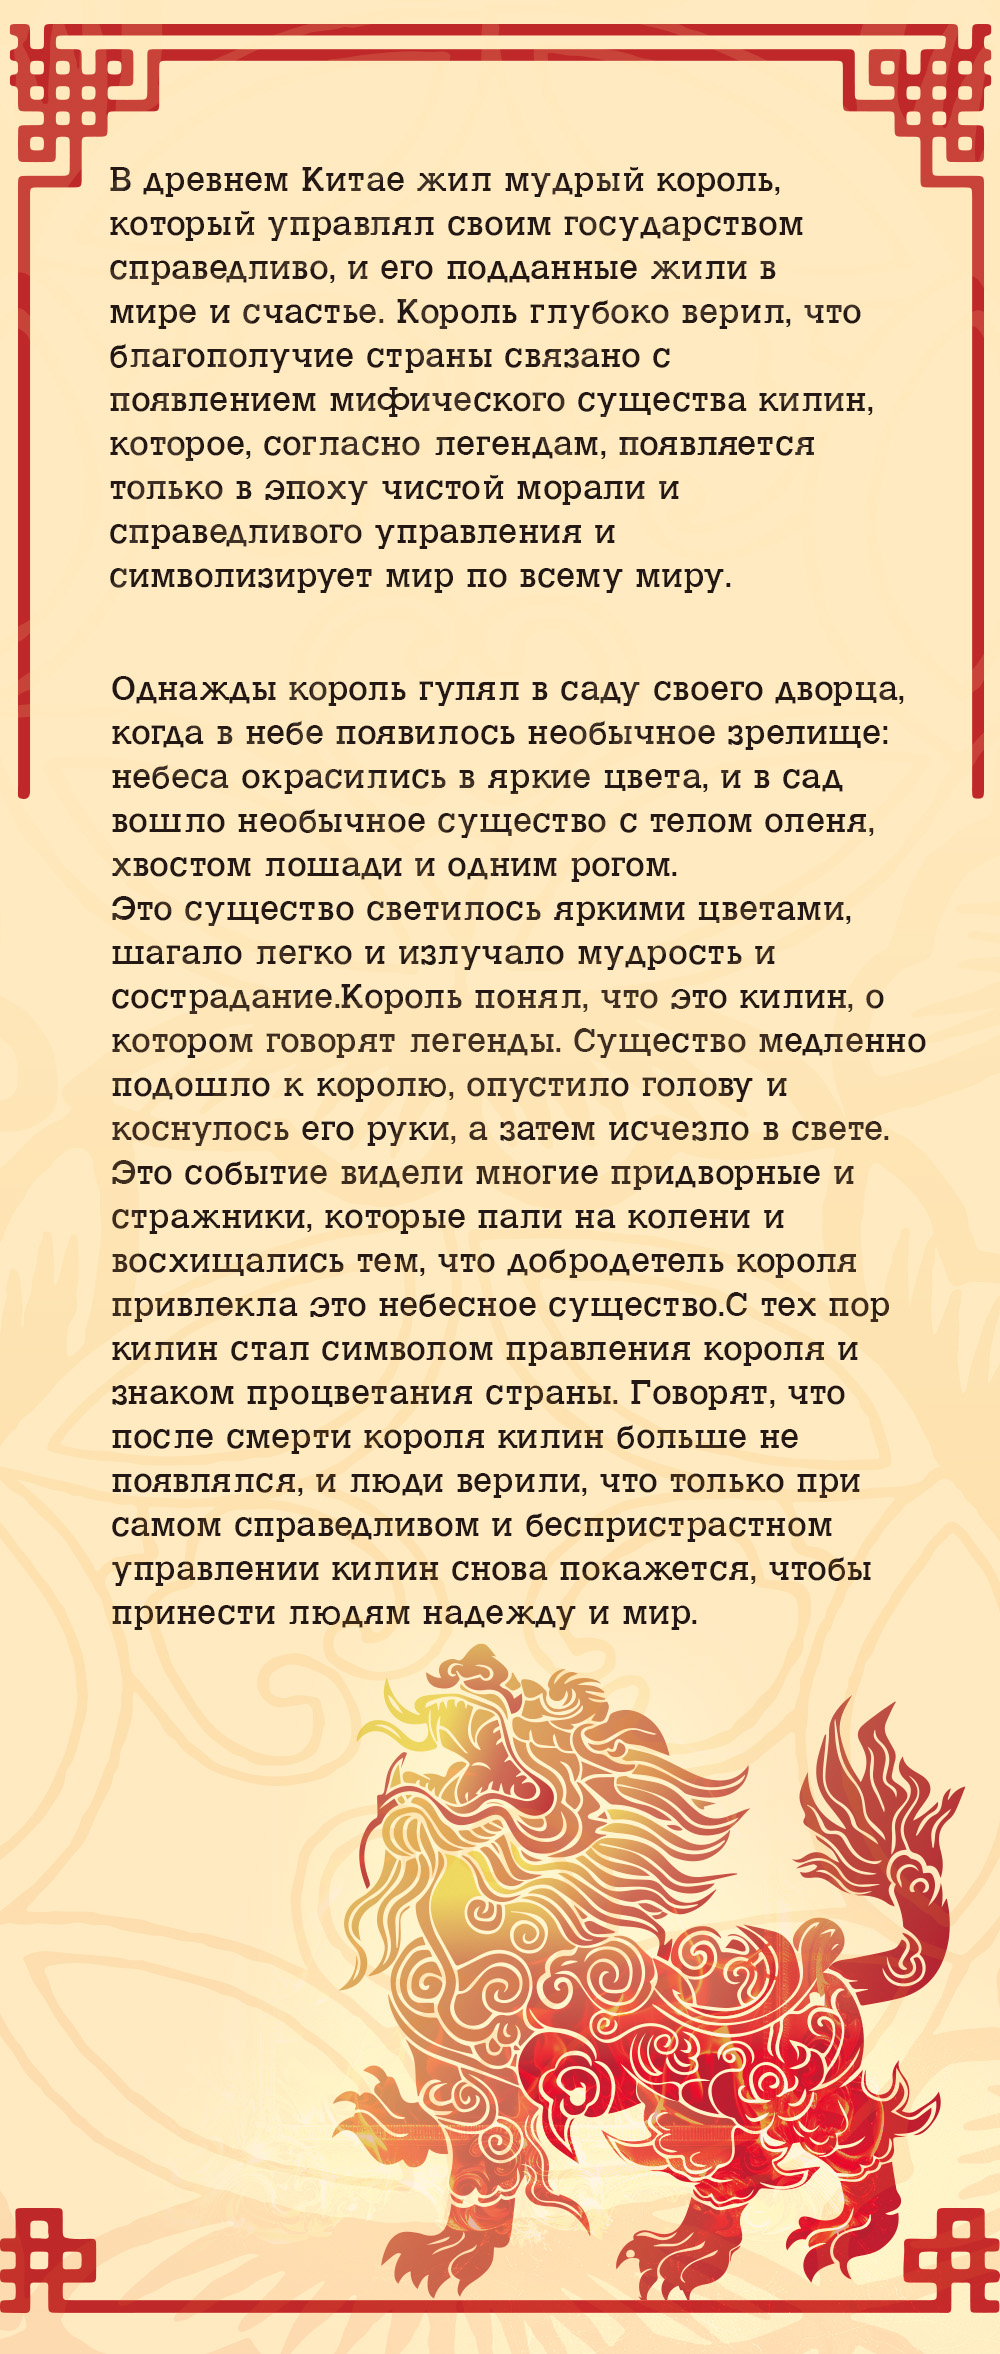 В древнем Китае жил мудрый король,
который управлял своим государством
справедливо, и его подданные жили в
мире и счастье. Король глубоко верил, что
благополучие страны связано с
появлением мифического существа килин,
которое, согласно легендам, появляется
только в эпоху чистой морали и
справедливого управления и
символизирует мир по всему миру.
Однажды король гулял в саду своего дворца,
когда в небе появилось необычное зрелище:
небеса окрасились в яркие цвета, и в сад
вошло необычное существо с телом оленя,
хвостом лошади и одним рогом.
Это существо светилось яркими цветами,
шагало легко и излучало мудрость и
сострадание.Король понял, что это килин, о
котором говорят легенды. Существо медленно
подошло к королю, опустило голову и
коснулось его руки, а затем исчезло в свете.
Это событие видели многие придворные и
стражники, которые пали на колени и
восхищались тем, что добродетель короля
привлекла это небесное существо.С тех пор
килин стал символом правления короля и
знаком процветания страны. Говорят, что
после смерти короля килин больше не
появлялся, и люди верили, что только при
самом справедливом и беспристрастном
управлении килин снова покажется, чтобы
принести людям надежду и мир.